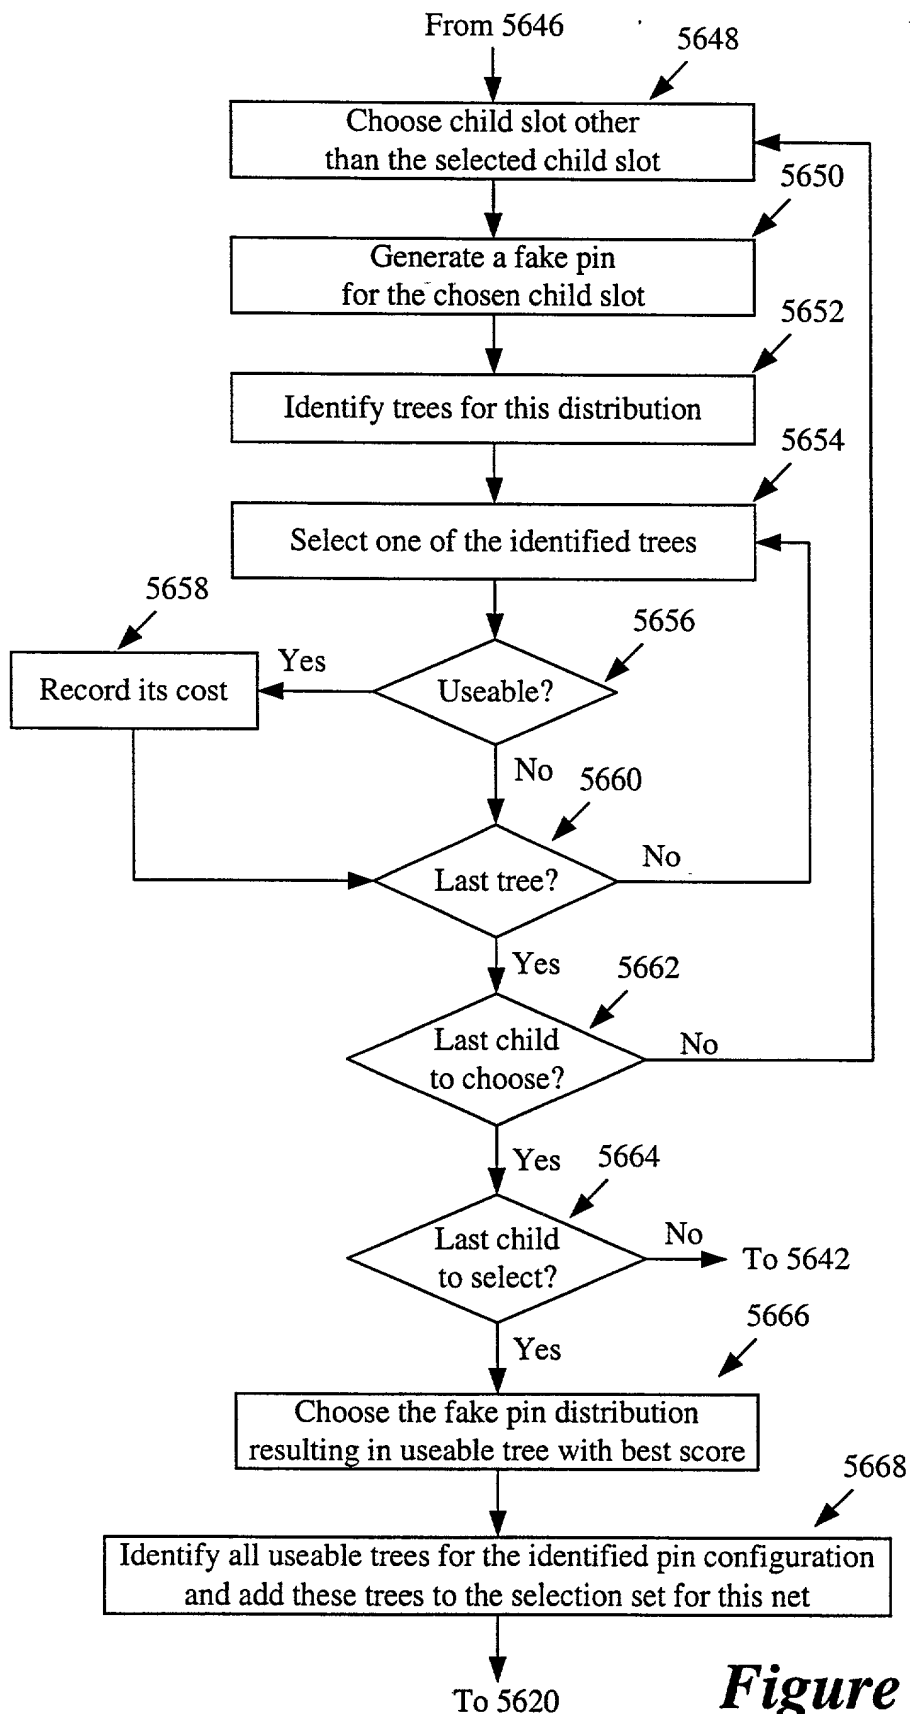 From 5646
5648
Choose child slot other
than the selected child slot
5650
Generate a fake pin
for the chosen child slot
5652
Identify trees for this distribution
5654
Select one of the identified trees
5658
5656
Record its cost
Yes
Useable?
No
5660
Last tree?
No
Yes
5662
Last child
to choose?
No
Yes
5664
Last child
to select?
No
To 5642
5666
Yes
Choose the fake pin distribution
resulting in useable tree with best score
5668
Identify all useable trees for the identified pin configuration
and add these trees to the selection set for this net
To 5620
Figure